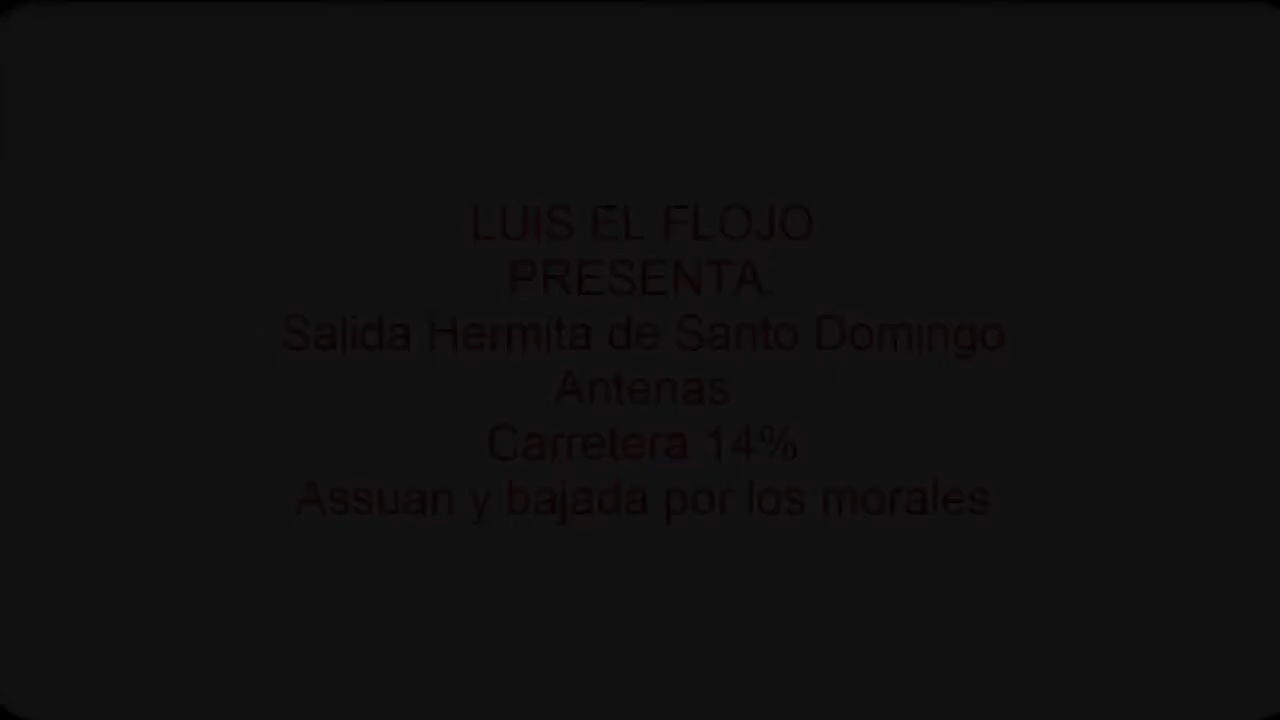 LUIS EL FLOJO
PRESENTA:
Salida Hermita de Santo Domingo
Antenas
Carretera 14%
Assuan y bajada por los morales